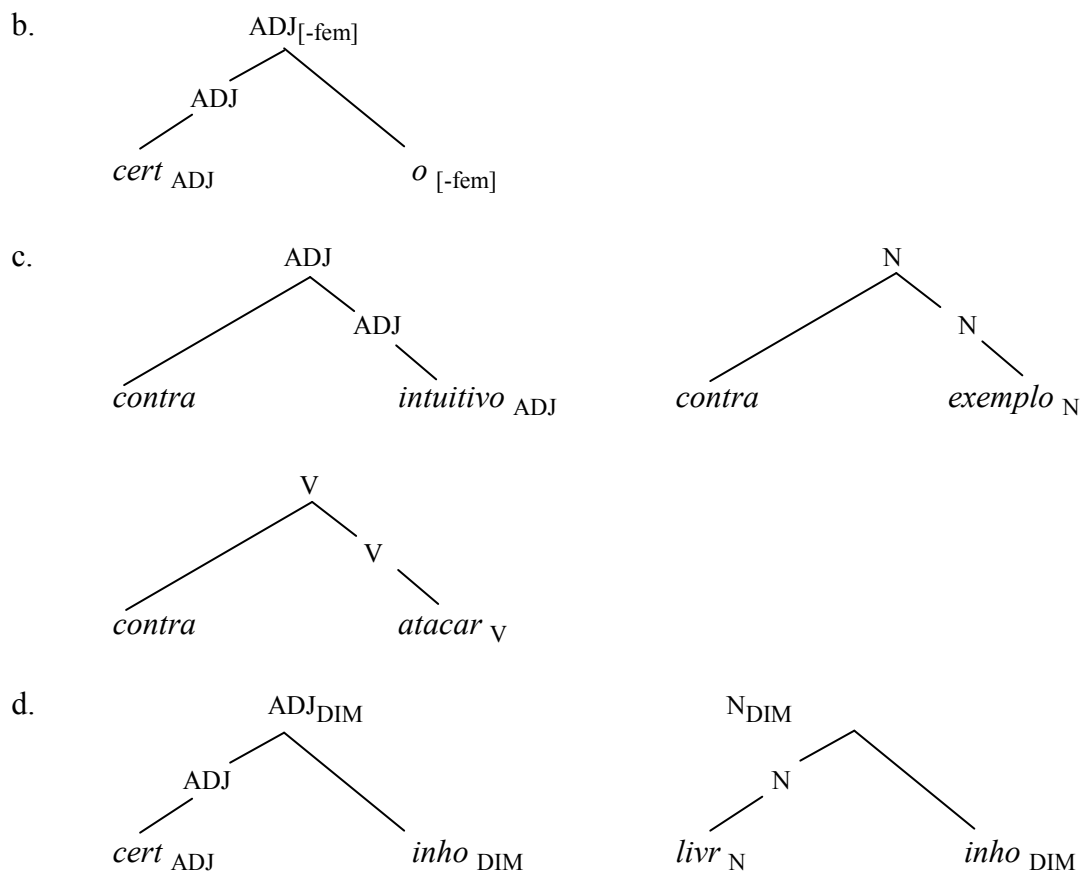 b.
ADJ[-fem]
ADJ
cert ADJ o [-fem]
c.
ADJ N
ADJ N
contra intuitivo ADJ contra exemplo N
V
V
contra atacar V
d.
ADJDIM NDIM
ADJ N
cert ADJ inho DIM livr N inho DIM